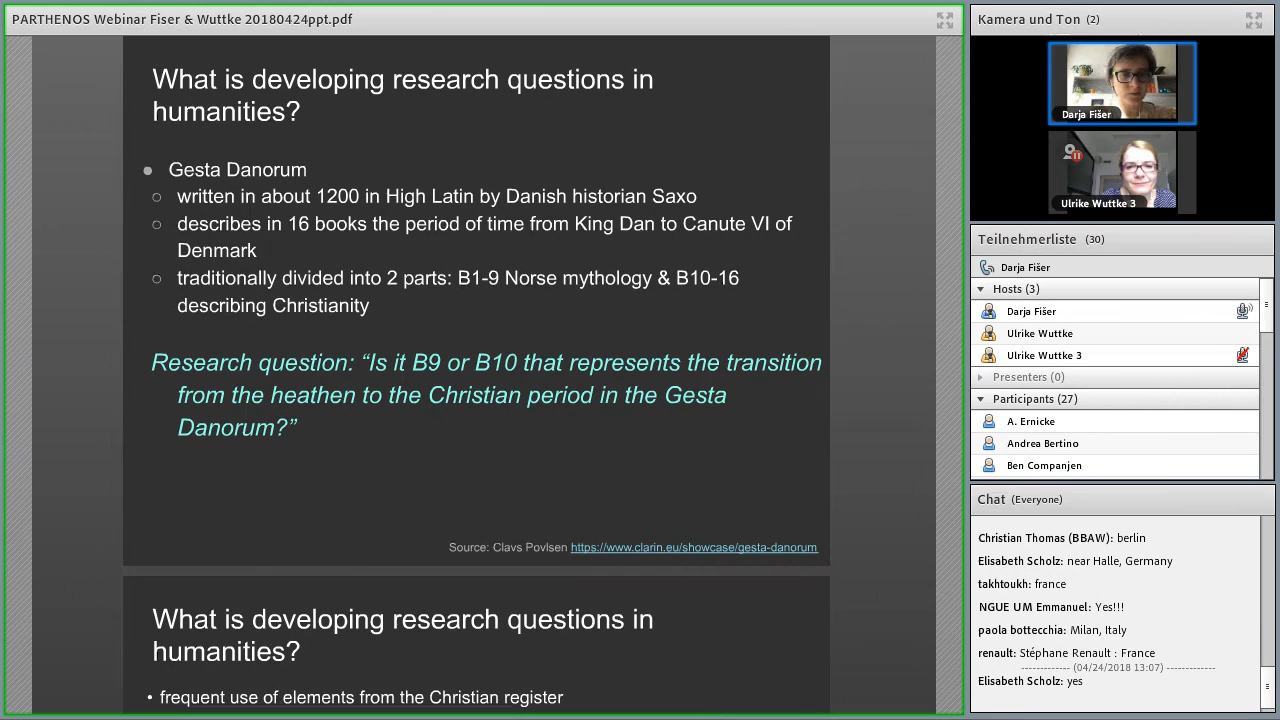 PARTHENOS Webinar Fiser & Wuttke 20180424ppt.pdf
What is developing research questions in
humanities?
Gesta Danorum
written in about 1200 in High Latin by Danish historian Saxo
describes in 16 books the period of time from King Dan to Canute VI of
Denmark
traditionally divided into 2 parts: B1-9 Norse mythology & B10-16
describing Christianity
Research question: “Is it B9 or B10 that represents the transition
from the heathen to the Christian period in the Gesta
Danorum?”
Source: Clavs Povlsen https://www.clarin.eu/showcase/gesta-danorum
What is developing research questions in
humanities?
• frequent use of elements from the Christian register
Kamera und Ton (2)
Darja Fišer
Ulrike Wuttke 3
Teilnehmerliste (30)
Darja Fišer
Hosts (3)
Darja Fišer
Ulrike Wuttke
Ulrike Wuttke 3
Presenters (0)
Participants (27)
A. Ernicke
Andrea Bertino
Ben Companjen
Chat (Everyone)
Christian Thomas (BBAW): berlin
Elisabeth Scholz: near Halle, Germany
takhtoukh: france
NGUE UM Emmanuel: Yes!!!
paola bottecchia: Milan, Italy
renault: Stéphane Renault : France
------------ (04/24/2018 13:07) -------------
Elisabeth Scholz: yes